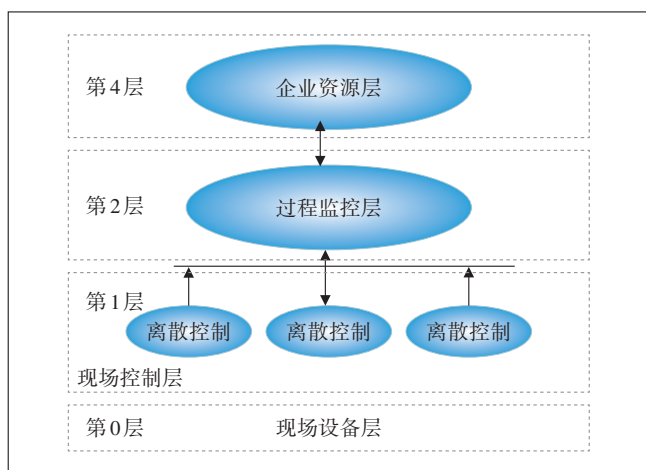 第4层
企业资源层
第2层
过程监控层
第1层
离散控制 离散控制 离散控制
现场控制层
第0层 现场设备层